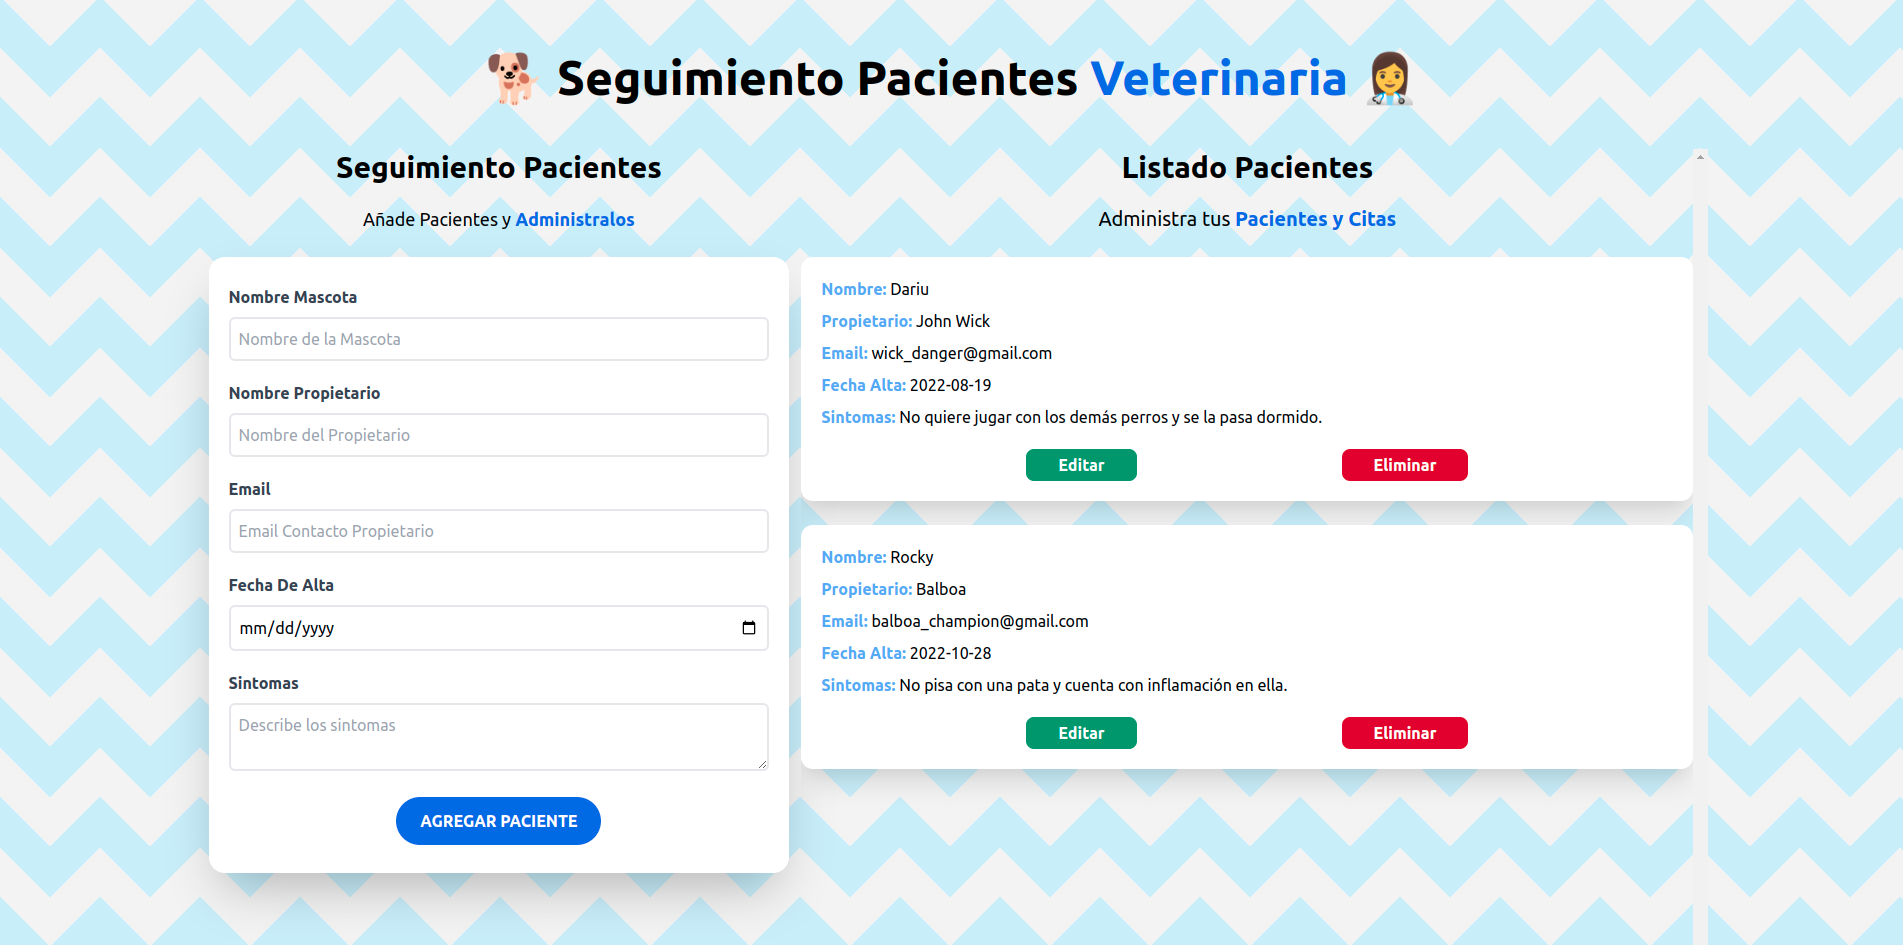 Seguimiento Pacientes Veterinaria
Seguimiento Pacientes
Añade Pacientes y Administralos
Nombre Mascota
Nombre de la Mascota
Nombre Propietario
Nombre del Propietario
Email
Email Contacto Propietario
Fecha De Alta
mm/dd/yyyy
Sintomas
Describe los sintomas
AGREGAR PACIENTE
Listado Pacientes
Administra tus Pacientes y Citas
Nombre: Dariu
Propietario: John Wick
Email: wick_danger@gmail.com
Fecha Alta: 2022-08-19
Sintomas: No quiere jugar con los demás perros y se la pasa dormido.
Editar Eliminar
Nombre: Rocky
Propietario: Balboa
Email: balboa_champion@gmail.com
Fecha Alta: 2022-10-28
Sintomas: No pisa con una pata y cuenta con inflamación en ella.
Editar Eliminar